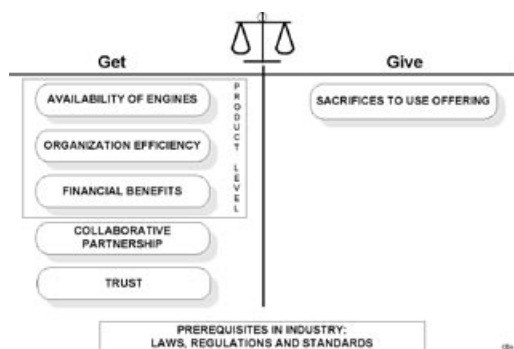 Get
Give
AVAILABILITY OF ENGINES
ORGANIZATION EFFICIENCY
FINANCIAL BENEFITS
PRODUCT LEVEL
COLLABORATIVE
PARTNERSHIP
TRUST
SACRIFICES TO USE OFFERING
PREREQUISITES IN INDUSTRY:
LAWS, REGULATIONS AND STANDARDS